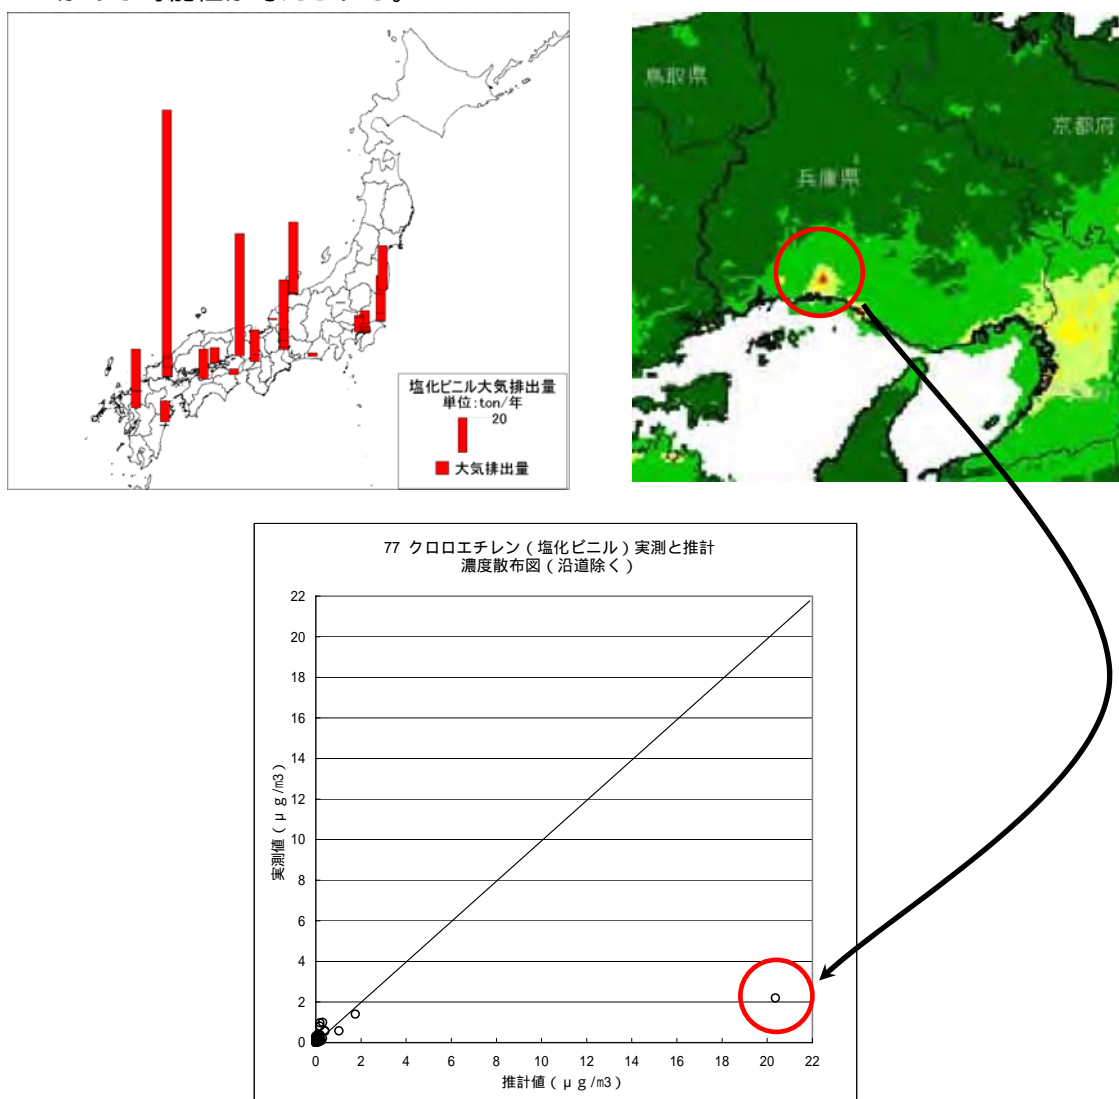 塩化ビニル大気排出量
単位:ton/年
20
大気排出量
鳥取県
京都府
兵庫県
77 クロロエチレン（塩化ビニル）実測と推計
濃度散布図（沿道除く）
22
20
18
16
14
12
10
8
6
4
2
0
実測値（μｇ/m3）
0 2 4 6 8 10 12 14 16 18 20 22
推計値（μｇ/m3）